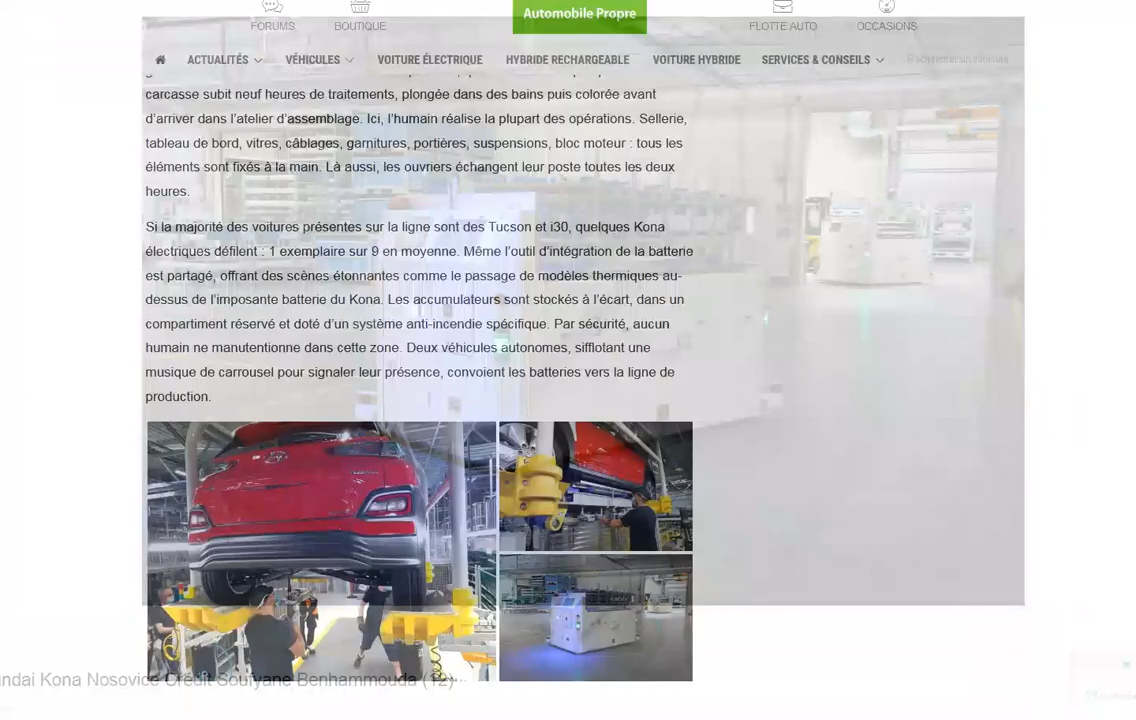 FORUMS
BOUTIQUE
Automobile Propre
FLOTTE AUTO
OCCASIONS
ACTUALITÉS
VÉHICULES
VOITURE ÉLECTRIQUE
HYBRIDE RECHARGEABLE
VOITURE HYBRIDE
SERVICES & CONSEILS
carcasse subit neuf heures de traitements, plongée dans des bains puis colorée avant
d’arriver dans l’atelier d’assemblage. Ici, l’humain réalise la plupart des opérations. Sellerie,
tableau de bord, vitres, câblages, garnitures, portières, suspensions, bloc moteur : tous les
éléments sont fixés à la main. Là aussi, les ouvriers échangent leur poste toutes les deux
heures.
Si la majorité des voitures présentes sur la ligne sont des Tucson et i30, quelques Kona
électriques défilent : 1 exemplaire sur 9 en moyenne. Même l’outil d’intégration de la batterie
est partagé, offrant des scènes étonnantes comme le passage de modèles thermiques au-
dessus de l’imposante batterie du Kona. Les accumulateurs sont stockés à l’écart, dans un
compartiment réservé et doté d’un système anti-incendie spécifique. Par sécurité, aucun
humain ne manutentionne dans cette zone. Deux véhicules autonomes, sifflotant une
musique de carrousel pour signaler leur présence, convoient les batteries vers la ligne de
production.
undai Kona Nosovice Crédit Soufyane Benhammouda (12)